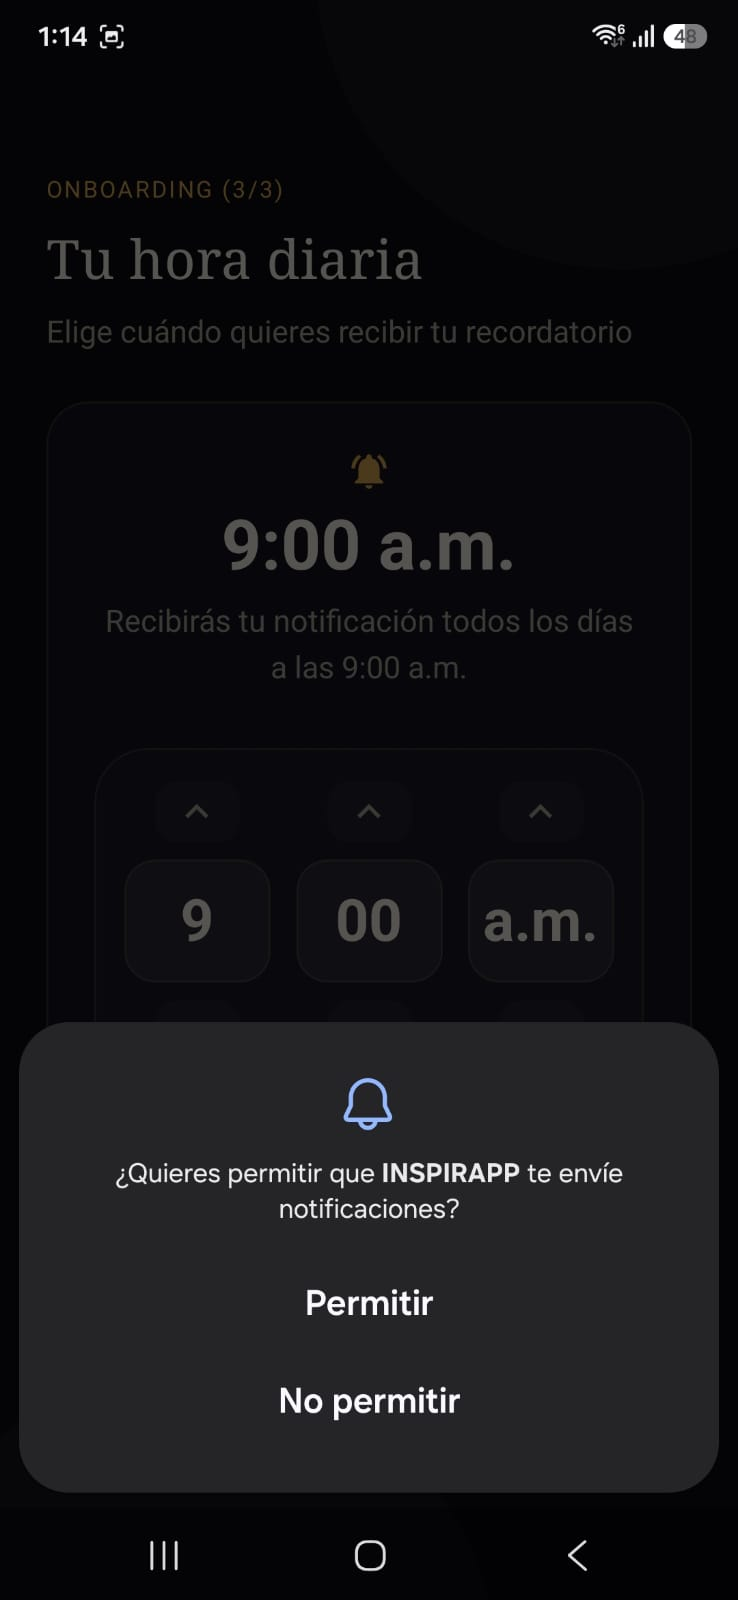 1:14
6
48
ONBOARDING (3/3)
Tu hora diaria
Elige cuándo quieres recibir tu recordatorio
9:00 a.m.
Recibirás tu notificación todos los días
a las 9:00 a.m.
9 00 a.m.
¿Quieres permitir que INSPIRAPP te envíe
notificaciones?
Permitir
No permitir